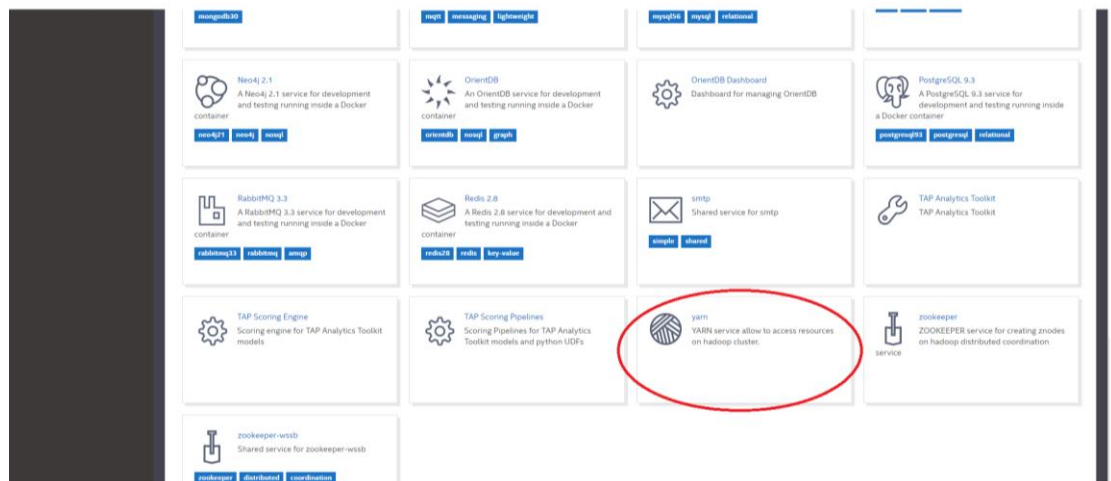 mongodb30
mqtt messaging lightweight
mysql56 mysql relational
Neo4j 2.1
A Neo4j 2.1 service for development
and testing running inside a Docker
container
neo4j21 neo4j nosql
OrientDB
An OrientDB service for development
and testing running inside a Docker
container
orientdb nosql graph
OrientDB Dashboard
Dashboard for managing OrientDB
PostgreSQL 9.3
A PostgreSQL 9.3 service for
development and testing running inside
a Docker container
postgresql93 postgresql relational
RabbitMQ 3.3
A RabbitMQ 3.3 service for development
and testing running inside a Docker
container
rabbitmq33 rabbitmq amqp
Redis 2.8
A Redis 2.8 service for development and
testing running inside a Docker
container
redis28 redis key-value
smtp
Shared service for smtp
simple shared
TAP Analytics Toolkit
TAP Analytics Toolkit
TAP Scoring Engine
Scoring engine for TAP Analytics Toolkit
models
TAP Scoring Pipelines
Scoring Pipelines for TAP Analytics
Toolkit models and python UDFs
yarn
YARN service allow to access resources
on hadoop cluster.
zookeeper
ZOOKEEPER service for creating znodes
on hadoop distributed coordination
service
zookeeper-wssb
Shared service for zookeeper-wssb
zookeeper distributed coordination